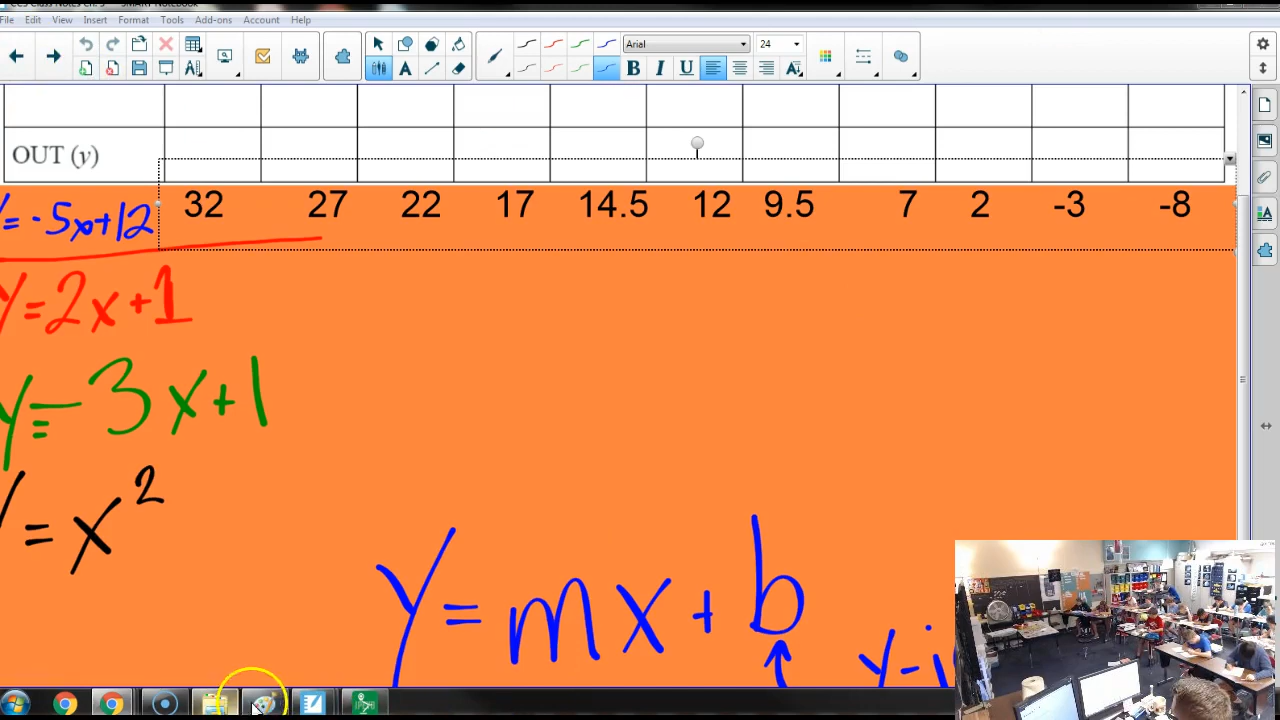 File Edit View Insert Format Tools Add-ons Account Help
Arial 24
B I U
OUT (y)
= -5x+12 32 27 22 17 14.5 12 9.5 7 2 -3 -8
y=2x+1
y=-3x+1
y=x²
y=mx+b
y-i